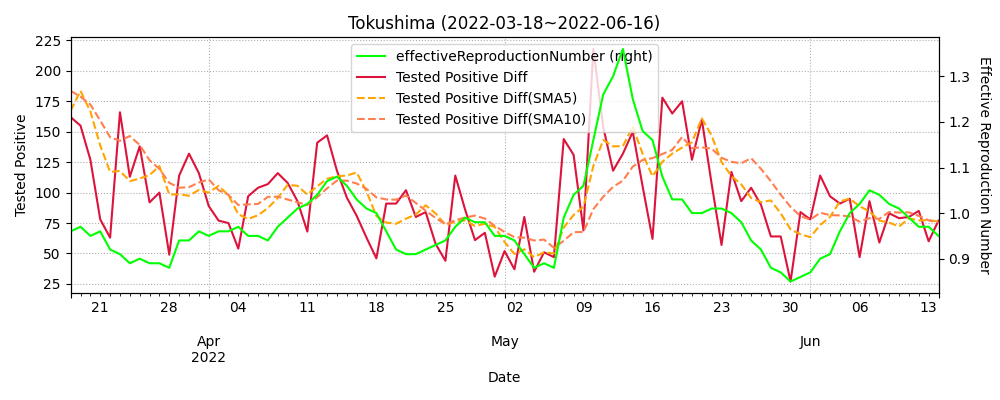 Tokushima (2022-03-18~2022-06-16)
effectiveReproductionNumber (right)
Tested Positive Diff
Tested Positive Diff(SMA5)
Tested Positive Diff(SMA10)
Tested Positive
225
200
175
150
125
100
75
50
25
1.3
1.2
1.1
1.0
0.9
Effective Reproduction Number
21 28 04 11 18 25 02 09 16 23 30 06 13
Apr May Jun
2022
Date